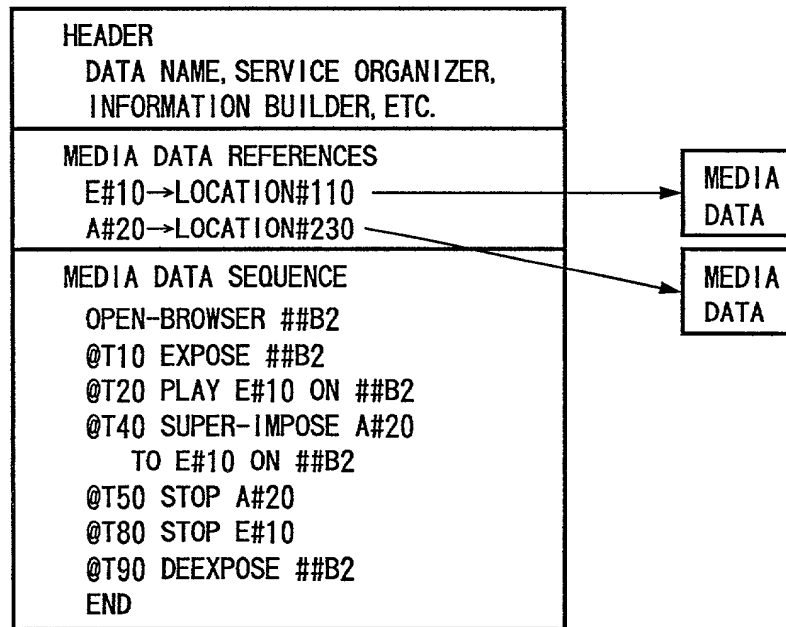 HEADER
DATA NAME, SERVICE ORGANIZER,
INFORMATION BUILDER, ETC.
MEDIA DATA REFERENCES
E#10→LOCATION#110
A#20→LOCATION#230
MEDIA
DATA
MEDIA
DATA
MEDIA DATA SEQUENCE
OPEN-BROWSER ##B2
@T10 EXPOSE ##B2
@T20 PLAY E#10 ON ##B2
@T40 SUPER-IMPOSE A#20
TO E#10 ON ##B2
@T50 STOP A#20
@T80 STOP E#10
@T90 DEEXPOSE ##B2
END